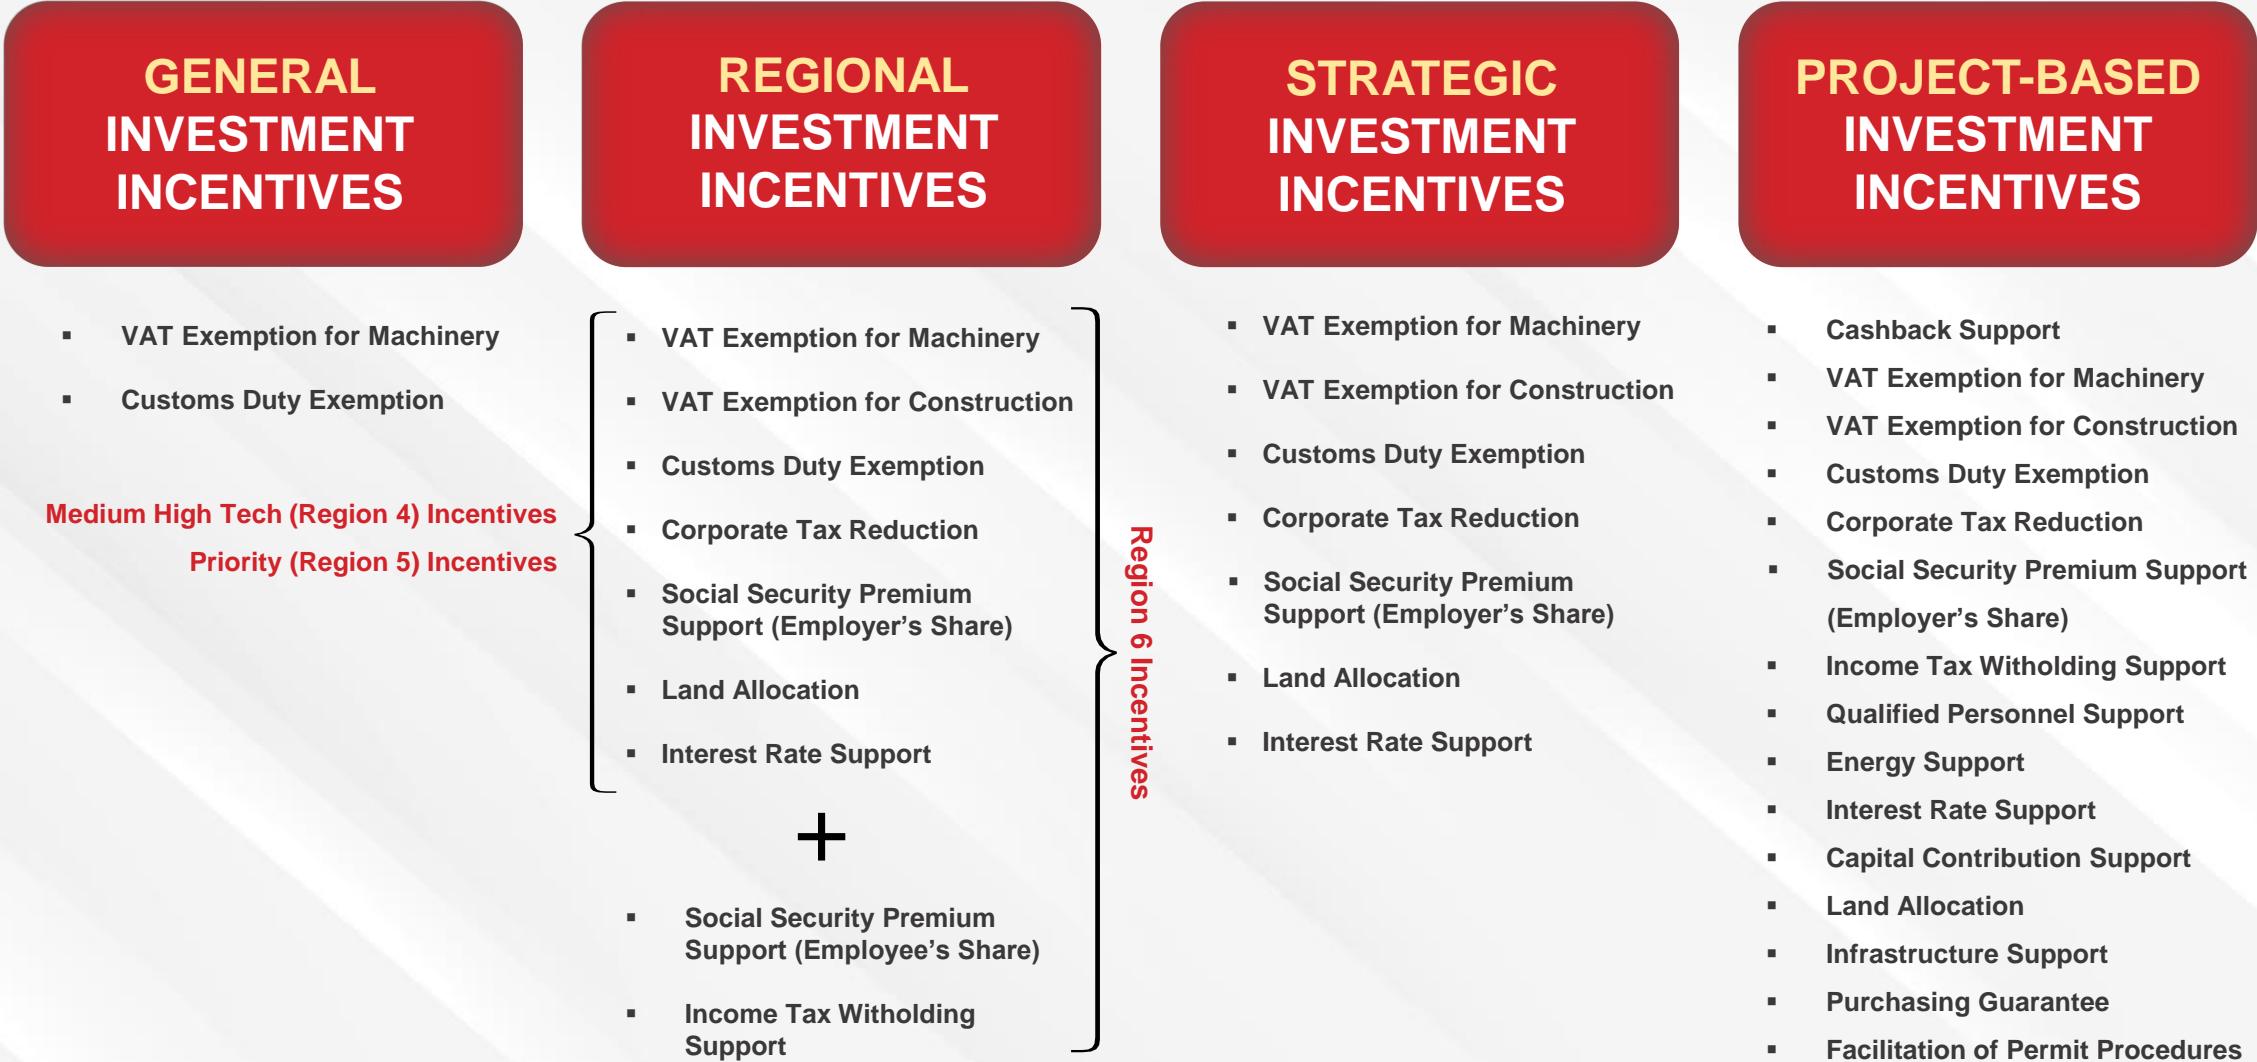 GENERAL
INVESTMENT
INCENTIVES
▪ VAT Exemption for Machinery
▪ Customs Duty Exemption
Medium High Tech (Region 4) Incentives
Priority (Region 5) Incentives
REGIONAL
INVESTMENT
INCENTIVES
▪ VAT Exemption for Machinery
▪ VAT Exemption for Construction
▪ Customs Duty Exemption
▪ Corporate Tax Reduction
▪ Social Security Premium
Support (Employer’s Share)
▪ Land Allocation
▪ Interest Rate Support
+
▪ Social Security Premium
Support (Employee’s Share)
▪ Income Tax Witholding
Support
Region 6 Incentives
STRATEGIC
INVESTMENT
INCENTIVES
▪ VAT Exemption for Machinery
▪ VAT Exemption for Construction
▪ Customs Duty Exemption
▪ Corporate Tax Reduction
▪ Social Security Premium
Support (Employer’s Share)
▪ Land Allocation
▪ Interest Rate Support
PROJECT-BASED
INVESTMENT
INCENTIVES
▪ Cashback Support
▪ VAT Exemption for Machinery
▪ VAT Exemption for Construction
▪ Customs Duty Exemption
▪ Corporate Tax Reduction
▪ Social Security Premium Support
(Employer’s Share)
▪ Income Tax Witholding Support
▪ Qualified Personnel Support
▪ Energy Support
▪ Interest Rate Support
▪ Capital Contribution Support
▪ Land Allocation
▪ Infrastructure Support
▪ Purchasing Guarantee
▪ Facilitation of Permit Procedures